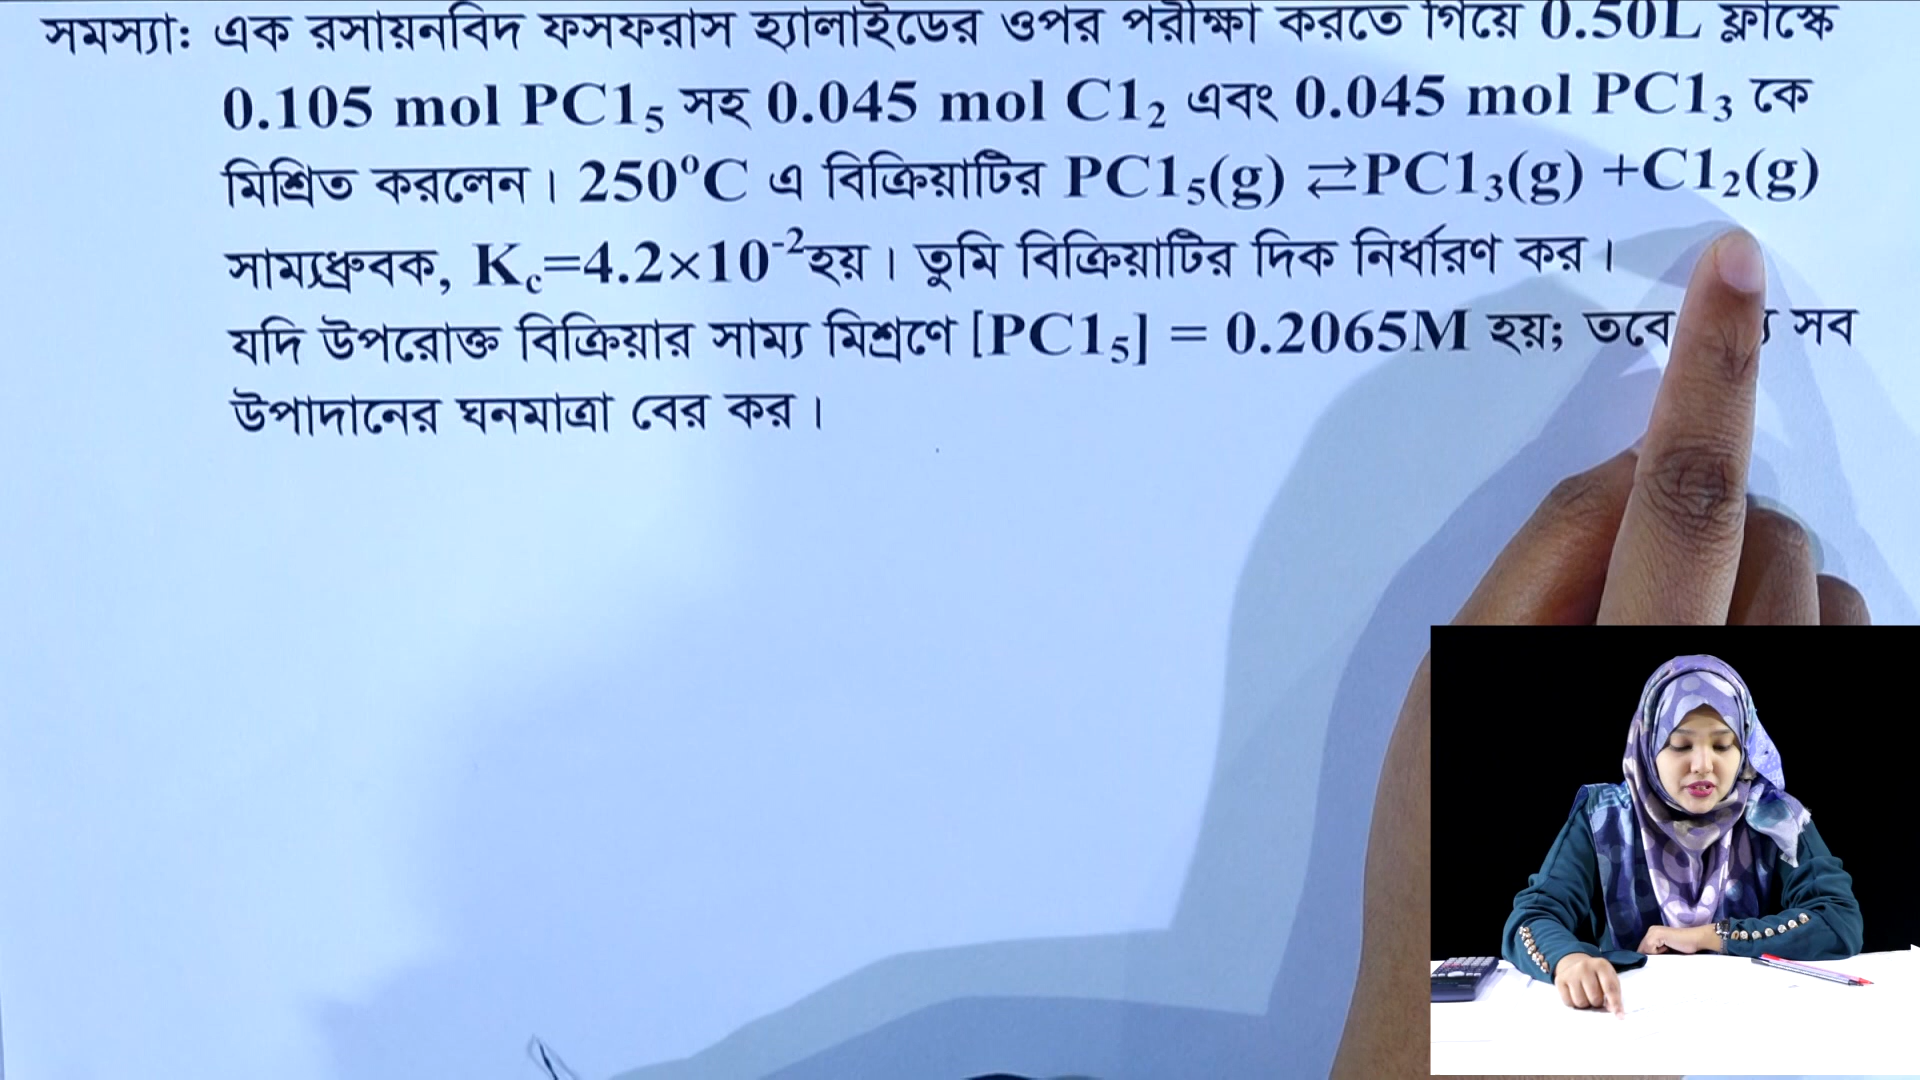 সমস্যা: এক রসায়নবিদ ফসফরাস হ্যালাইডের ওপর পরীক্ষা করতে গিয়ে 0.50L ফ্লাস্কে
0.105 mol PC1₅ সহ 0.045 mol C1₂ এবং 0.045 mol PC1₃ কে
মিশ্রিত করলেন। 250°C এ বিক্রিয়াটির PC1₅(g) ⇄PC1₃(g) +C1₂(g)
সাম্যধ্রুবক, K꜀=4.2×10⁻²হয়। তুমি বিক্রিয়াটির দিক নির্ধারণ কর।
যদি উপরোক্ত বিক্রিয়ার সাম্য মিশ্রণে [PC1₅] = 0.2065M হয়; তবে সব
উপাদানের ঘনমাত্রা বের কর।